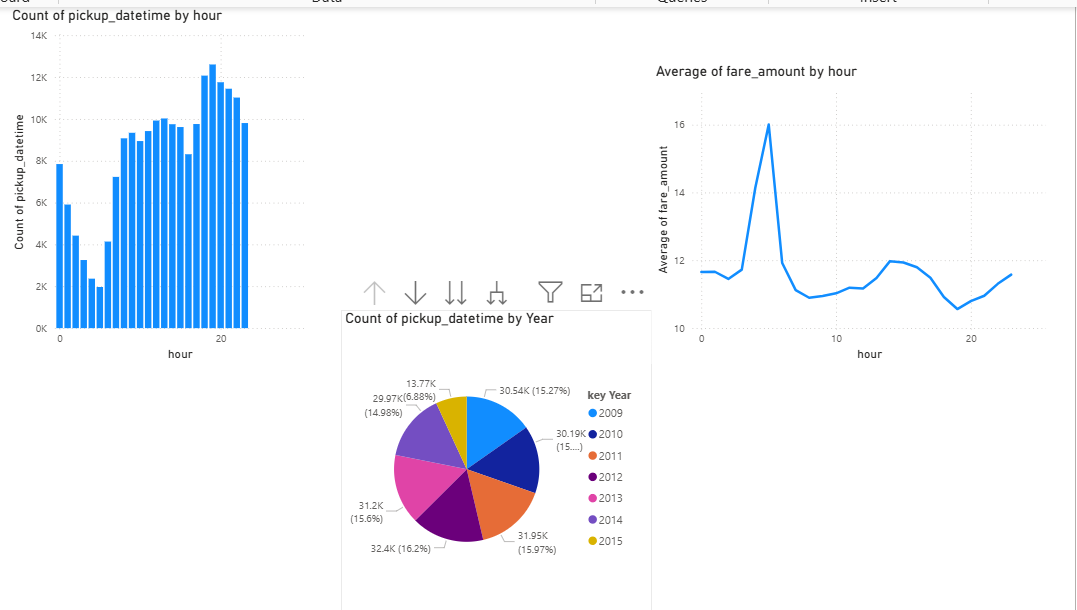 Data
Queries
Insert
Count of pickup_datetime by hour
14K
12K
10K
8K
6K
4K
2K
0K
Count of pickup_datetime
0
20
hour
Average of fare_amount by hour
16
14
12
10
Average of fare_amount
0
10
20
hour
Count of pickup_datetime by Year
13.77K
(6.88%)
29.97K
(14.98%)
31.2K
(15.6%)
32.4K (16.2%)
31.95K
(15.97%)
30.19K
(15....)
30.54K (15.27%)
key Year
2009
2010
2011
2012
2013
2014
2015